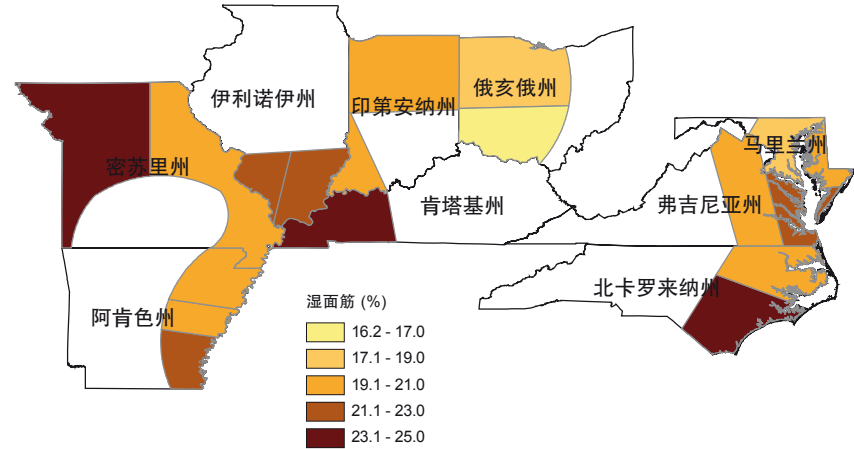 伊利诺伊州
印第安纳州
俄亥俄州
马里兰州
密苏里州
肯塔基州
弗吉尼亚州
北卡罗来纳州
阿肯色州
湿面筋 (%)
16.2 - 17.0
17.1 - 19.0
19.1 - 21.0
21.1 - 23.0
23.1 - 25.0